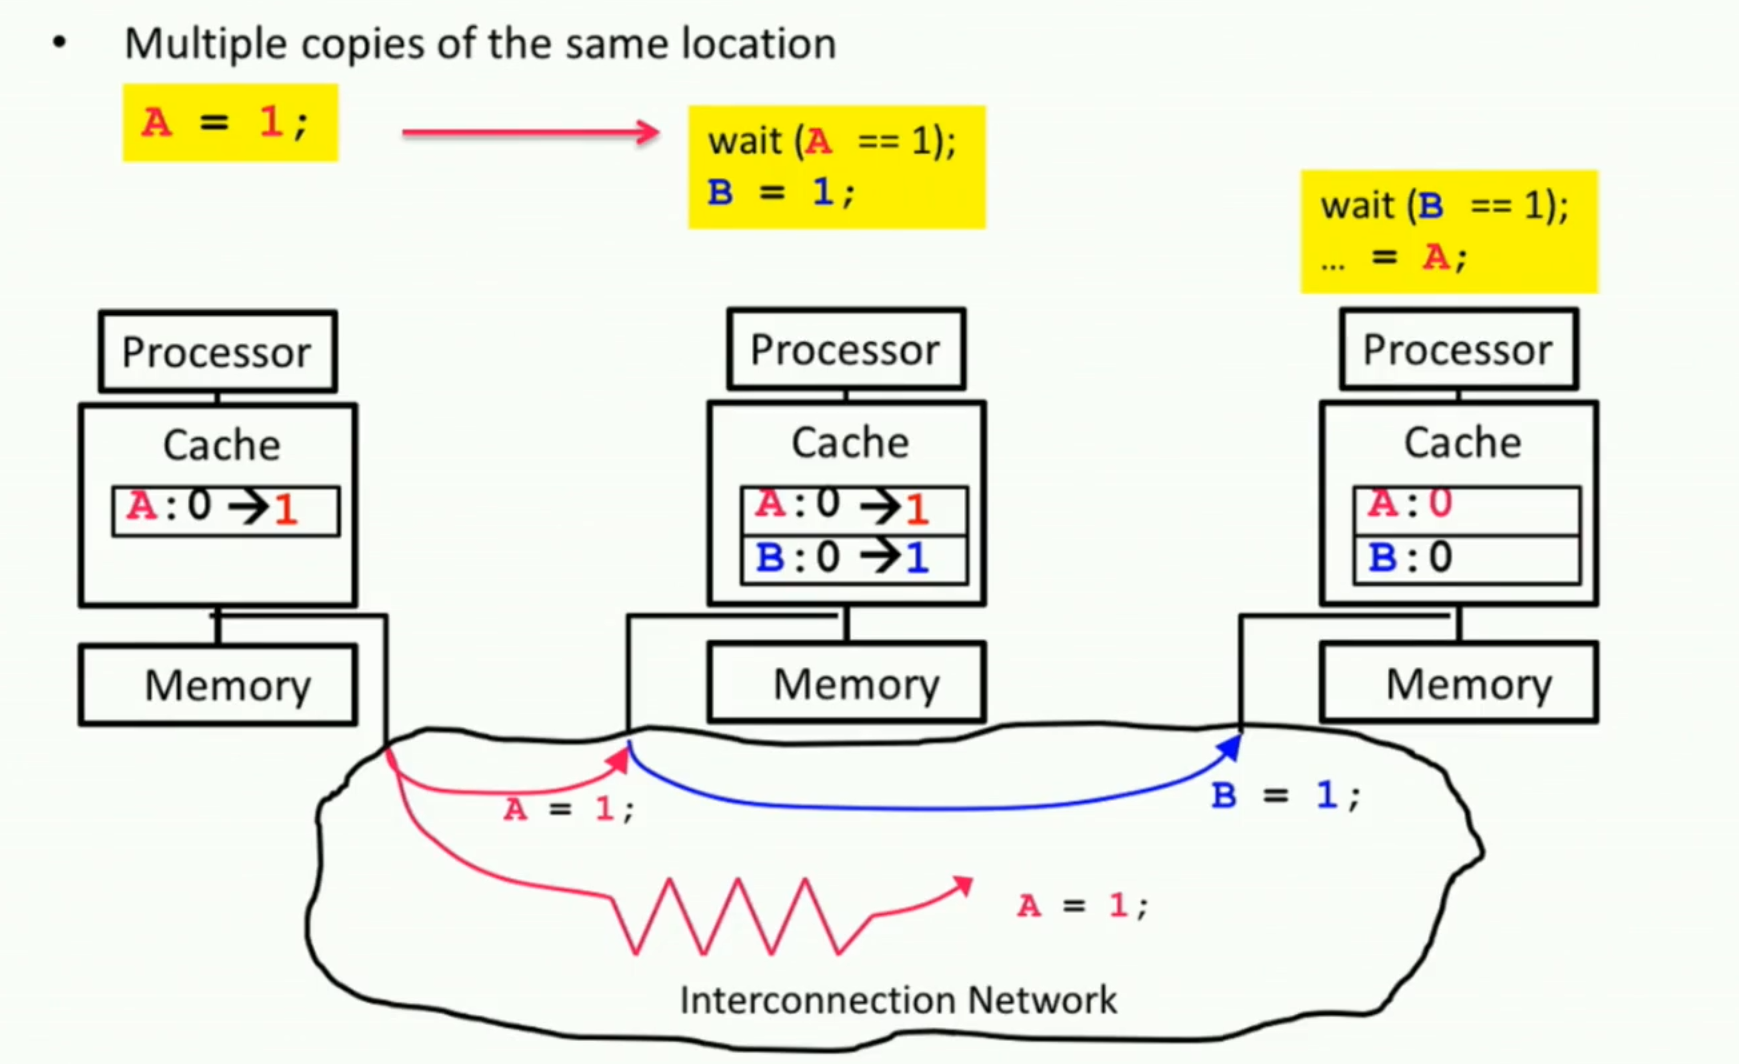 • Multiple copies of the same location
A = 1;
wait (A == 1);
B = 1;
wait (B == 1);
... = A;
Processor
Cache
A:0 →1
Memory
Processor
Cache
A:0 →1
B:0 →1
Memory
Processor
Cache
A:0
B:0
Memory
A = 1;
B = 1;
A = 1;
Interconnection Network